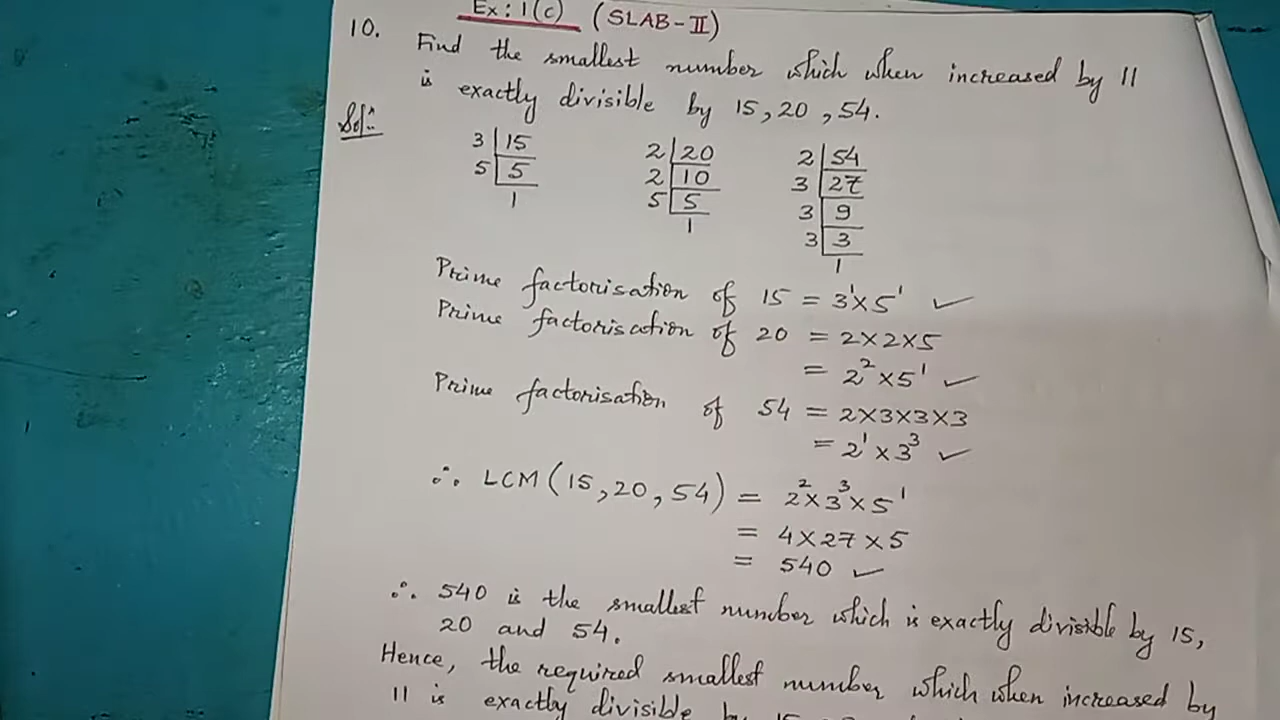 Ex: 1(c) (SLAB-II)
10. Find the smallest number which when increased by 11
is exactly divisible by 15, 20, 54.
Sol:
3 | 15
5 | 5
1
2 | 20
2 | 10
5 | 5
1
2 | 54
3 | 27
3 | 9
3 | 3
1
Prime factorisation of 15 = 3¹×5¹ ✓
Prime factorisation of 20 = 2×2×5
= 2²×5¹ ✓
Prime factorisation of 54 = 2×3×3×3
= 2¹×3³ ✓
∴ LCM(15,20,54) = 2²×3³×5¹
= 4×27×5
= 540 ✓
∴ 540 is the smallest number which is exactly divisible by 15,
20 and 54.
Hence, the required smallest number which when increased by
11 is exactly divisible by 15